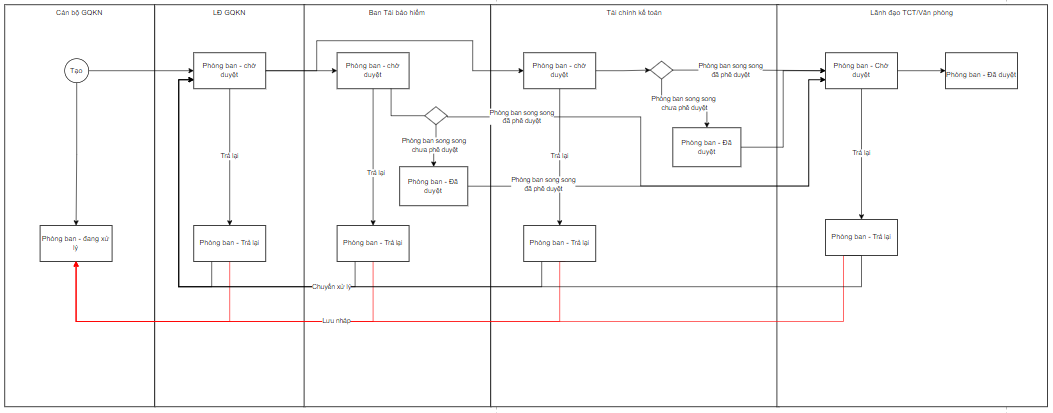 Cán bộ GQKN
LĐ GQKN
Ban Tái bảo hiểm
Tài chính kế toán
Lãnh đạo TCT/Văn phòng
Tạo
Phòng ban - chờ
duyệt
Phòng ban - chờ
duyệt
Phòng ban - chờ
duyệt
Phòng ban song song
đã phê duyệt
Phòng ban - Chờ
duyệt
Phòng ban - Đã duyệt
Phòng ban song song
chưa phê duyệt
Phòng ban song song
đã phê duyệt
Phòng ban song song
chưa phê duyệt
Phòng ban - Đã
duyệt
Trả lại
Trả lại
Trả lại
Trả lại
Phòng ban - Đã
duyệt
Phòng ban song song
đã phê duyệt
Phòng ban - đang xử
lý
Phòng ban - Trả lại
Phòng ban - Trả lại
Phòng ban - Trả lại
Phòng ban - Trả lại
Chuyển xử lý
Lưu nháp